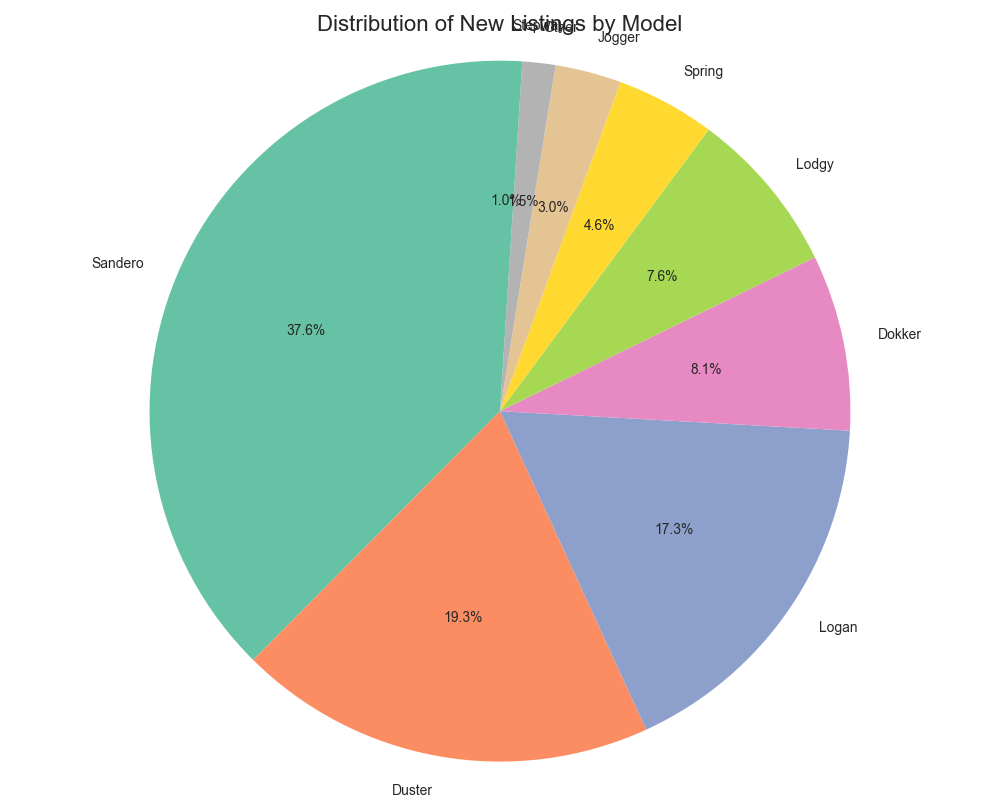 Distribution of New Listings by Model
Other
Jogger
Spring
Lodgy
Sandero
Dokker
Logan
Duster
1.0%
1.5%
3.0%
4.6%
7.6%
37.6%
8.1%
17.3%
19.3%